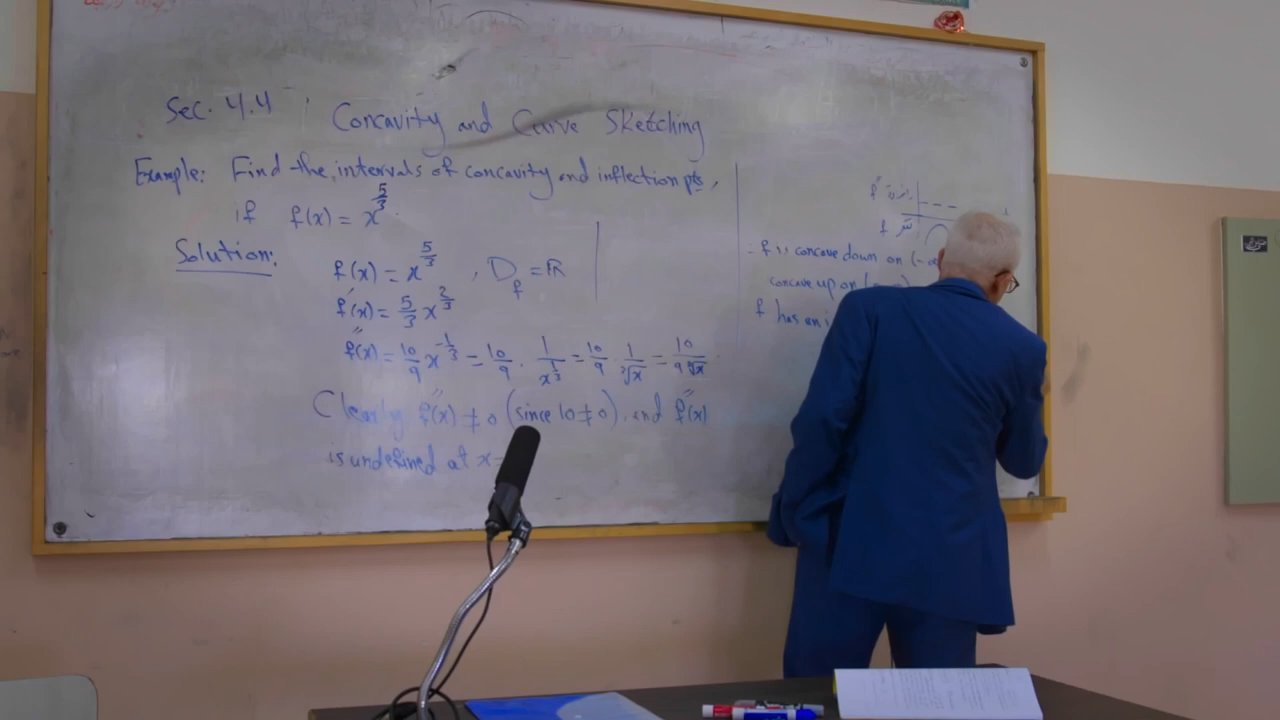 Sec. 4.4 Concavity and Curve Sketching
Example: Find the intervals of concavity and inflection pts,
if f(x) = x^{5/3}.
Solution:
f(x) = x^{5/3} , D_f = ℝ
f'(x) = 5/3 x^{2/3}
f''(x) = 10/9 x^{-1/3} = 10/9 . 1/x^{1/3} = 10/9 . 1/∛x = 10/9∛x
Clearly f''(x) ≠ 0 (since 10 ≠ 0), and f''(x)
is undefined at x =
f'' إشارة - - -
f
f is concave down on (-∞
concave up on (
f has an i